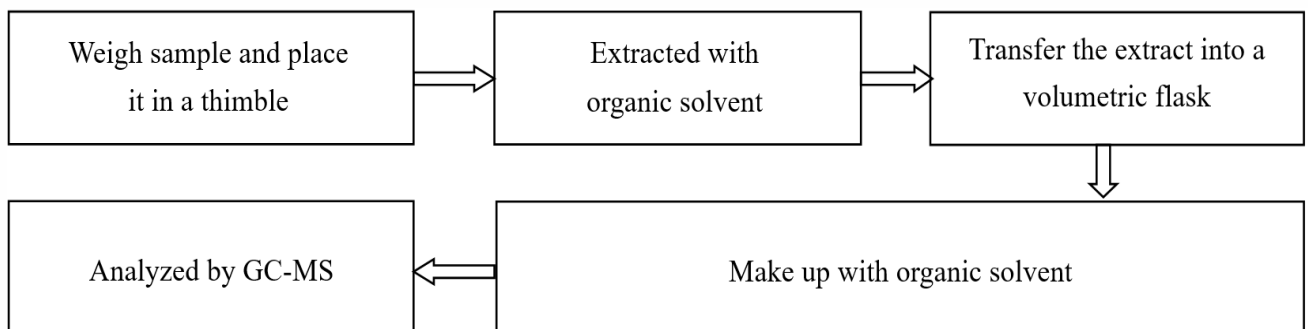 Weigh sample and place
it in a thimble
Extracted with
organic solvent
Transfer the extract into a
volumetric flask
Make up with organic solvent
Analyzed by GC-MS